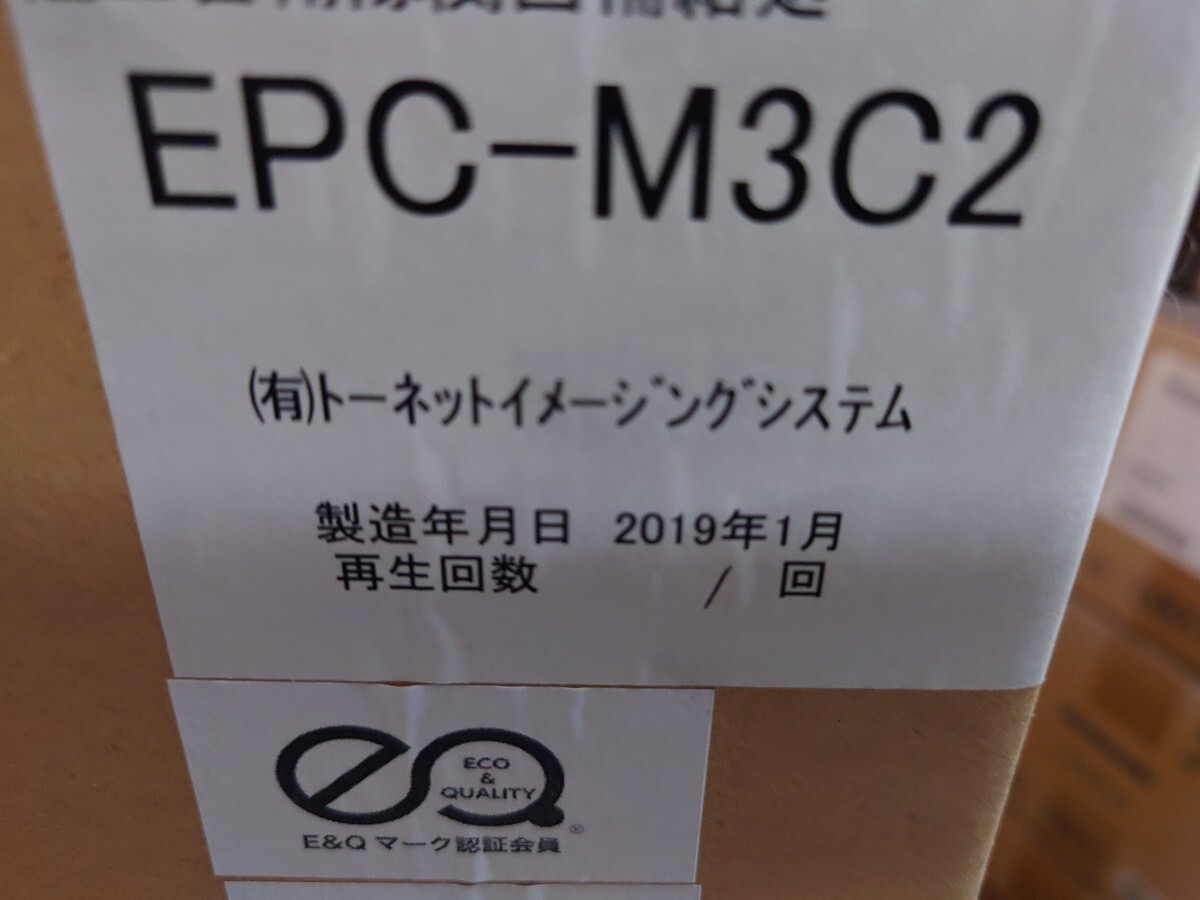 EPC-M3C2
(有)トーネットイメージングシステム
製造年月日 2019年1月
再生回数 / 回
ECO
&
QUALITY
®
E&Q マーク認証会員